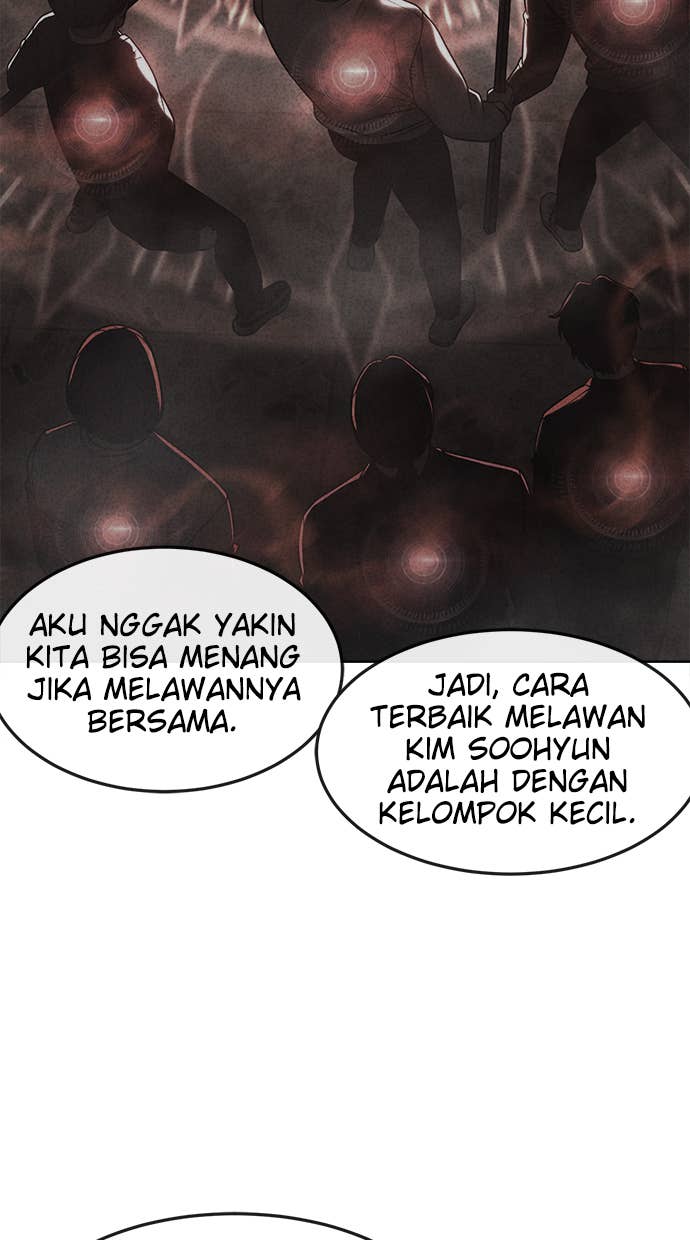 AKU NGGAK YAKIN
KITA BISA MENANG
JIKA MELAWANNYA
BERSAMA.
JADI, CARA
TERBAIK MELAWAN
KIM SOOHYUN
ADALAH DENGAN
KELOMPOK KECIL.